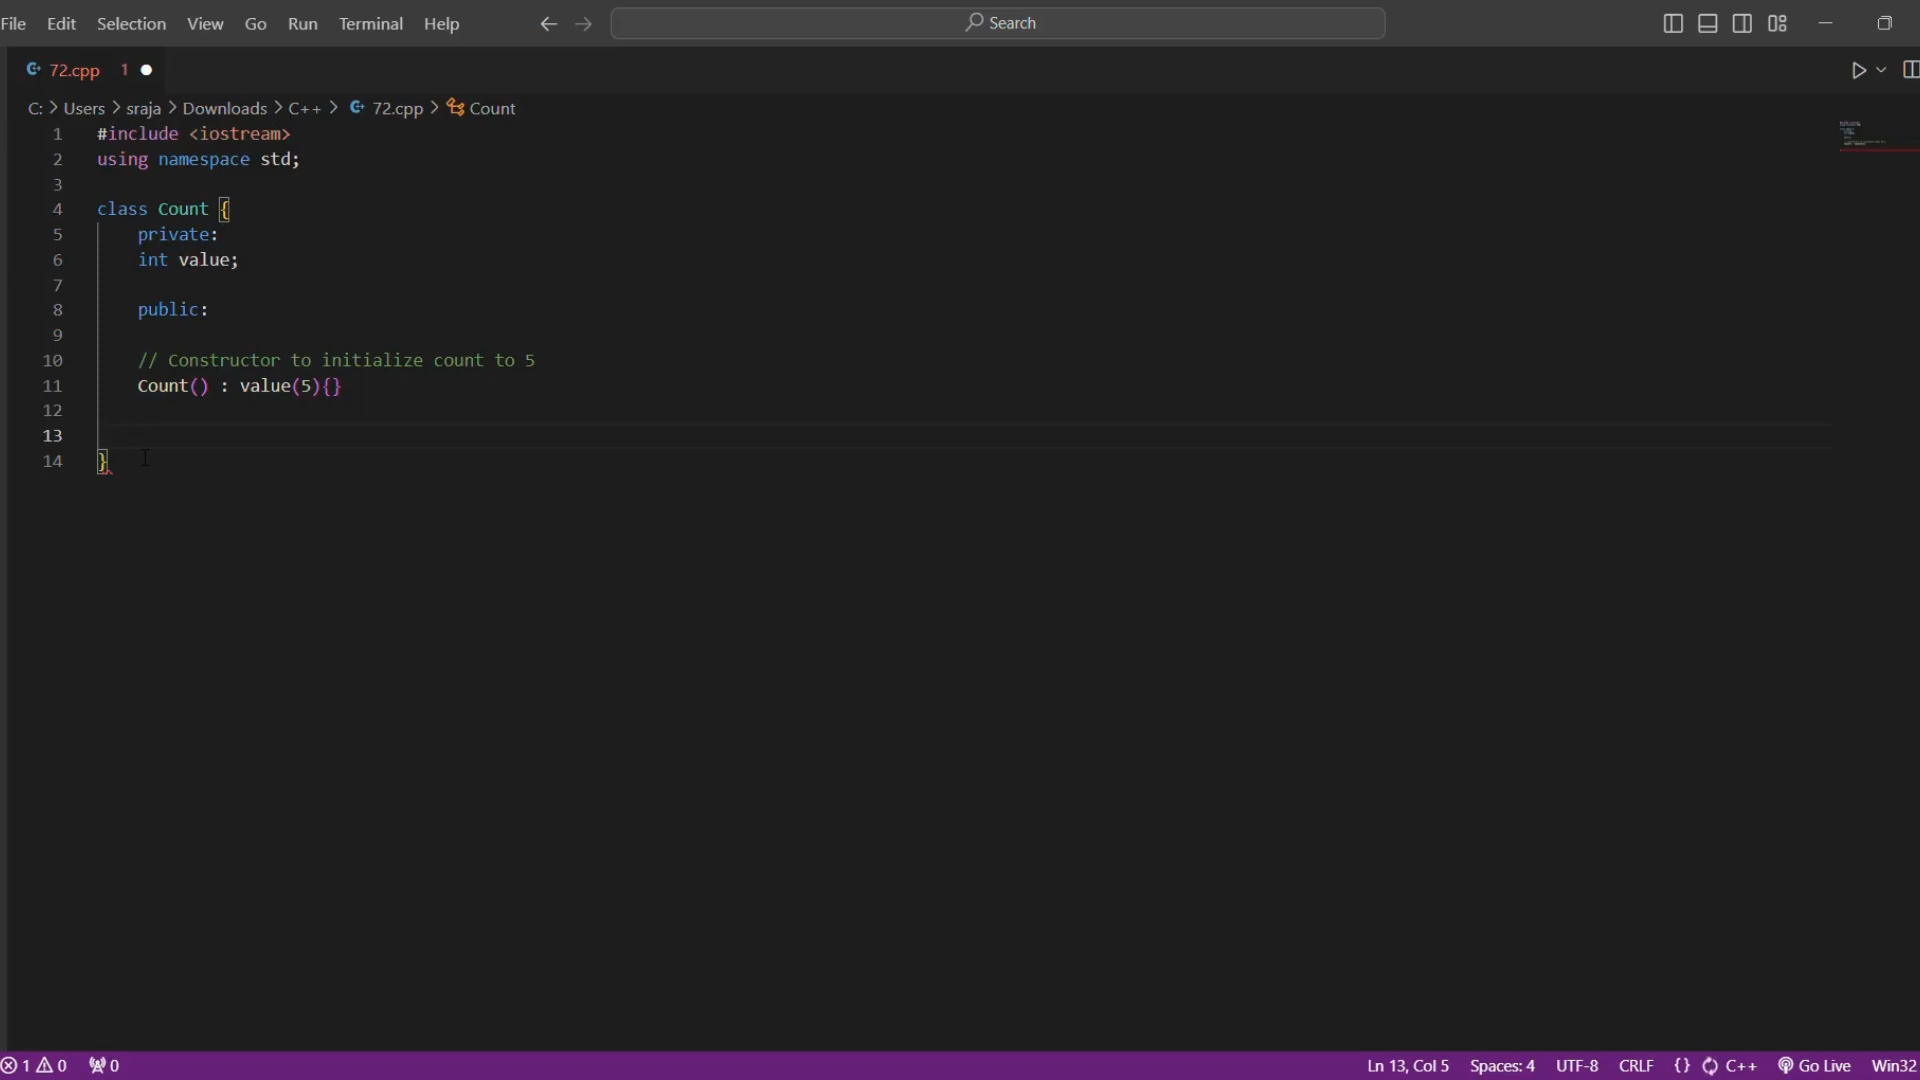 File Edit Selection View Go Run Terminal Help Search
72.cpp 1
C: > Users > sraja > Downloads > C++ > 72.cpp > Count
1 #include <iostream>
2 using namespace std;
3
4 class Count {
5 private:
6 int value;
7
8 public:
9
10 // Constructor to initialize count to 5
11 Count() : value(5){}
12
13
14 }
1 0 0 Ln 13, Col 5 Spaces: 4 UTF-8 CRLF {} C++ Go Live Win32